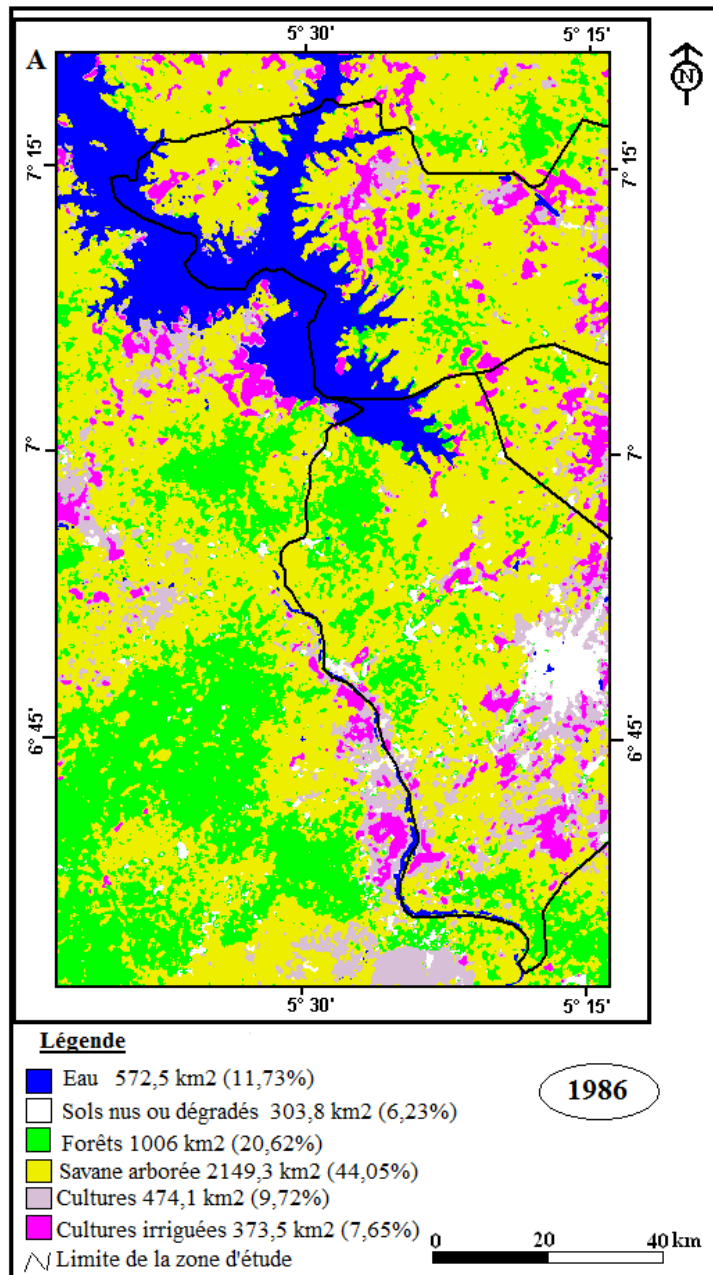 5° 30'
5° 15'
A
N
7° 15'
7° 15'
7°
7°
6° 45'
6° 45'
5° 30'
5° 15'
Légende
Eau 572,5 km2 (11,73%)
Sols nus ou dégradés 303,8 km2 (6,23%)
Forêts 1006 km2 (20,62%)
Savane arborée 2149,3 km2 (44,05%)
Cultures 474,1 km2 (9,72%)
Cultures irriguées 373,5 km2 (7,65%)
Limite de la zone d'étude
1986
0 20 40 km